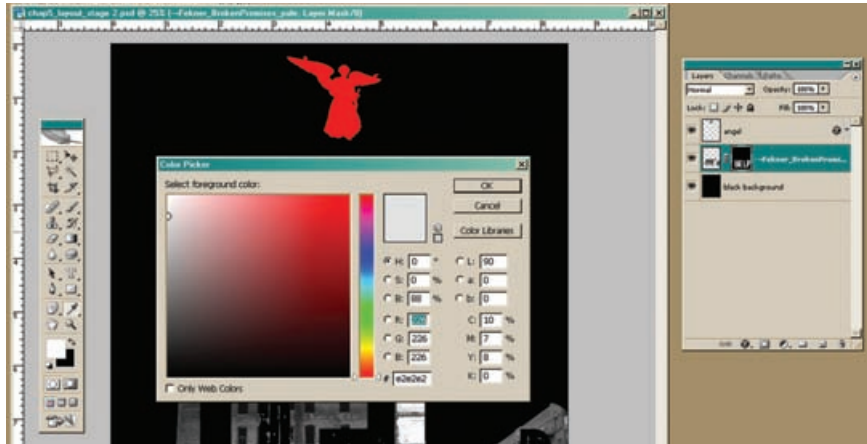 chap5_layout_stage 2.psd @ 25% (~Fekner_BrokenPromises_pale, Layer Mask/8)
Color Picker
Select foreground color:
OK
Cancel
Color Libraries
H: 0 ° L: 90
S: 0 % a: 0
B: 88 % b: 0
R: C: 10 %
G: 226 M: 7 %
B: 226 Y: 8 %
# e2e2e2 K: 0 %
Only Web Colors
Layers Channels Paths
Normal Opacity: 100%
Lock: Fill: 100%
angel
~Fekner_BrokenPromi...
black background